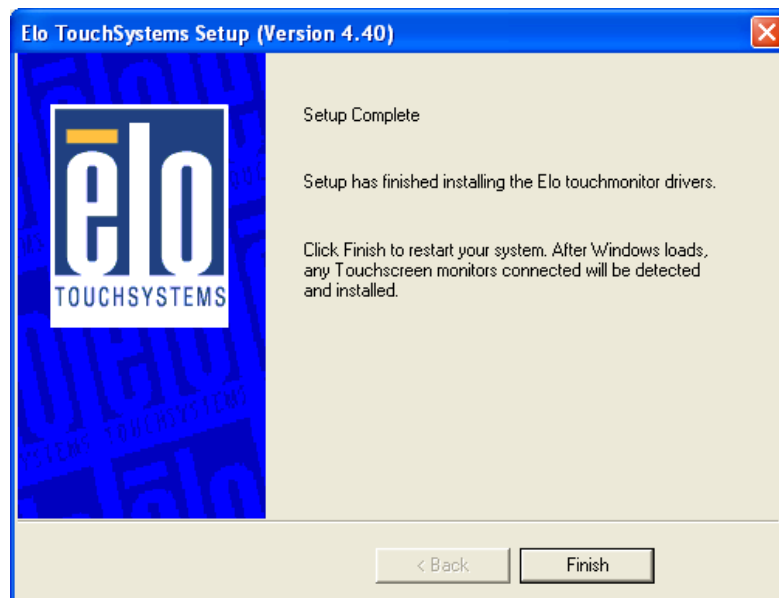 Elo TouchSystems Setup (Version 4.40)
elo
TOUCHSYSTEMS
Setup Complete
Setup has finished installing the Elo touchmonitor drivers.
Click Finish to restart your system. After Windows loads,
any Touchscreen monitors connected will be detected
and installed.
< Back
Finish